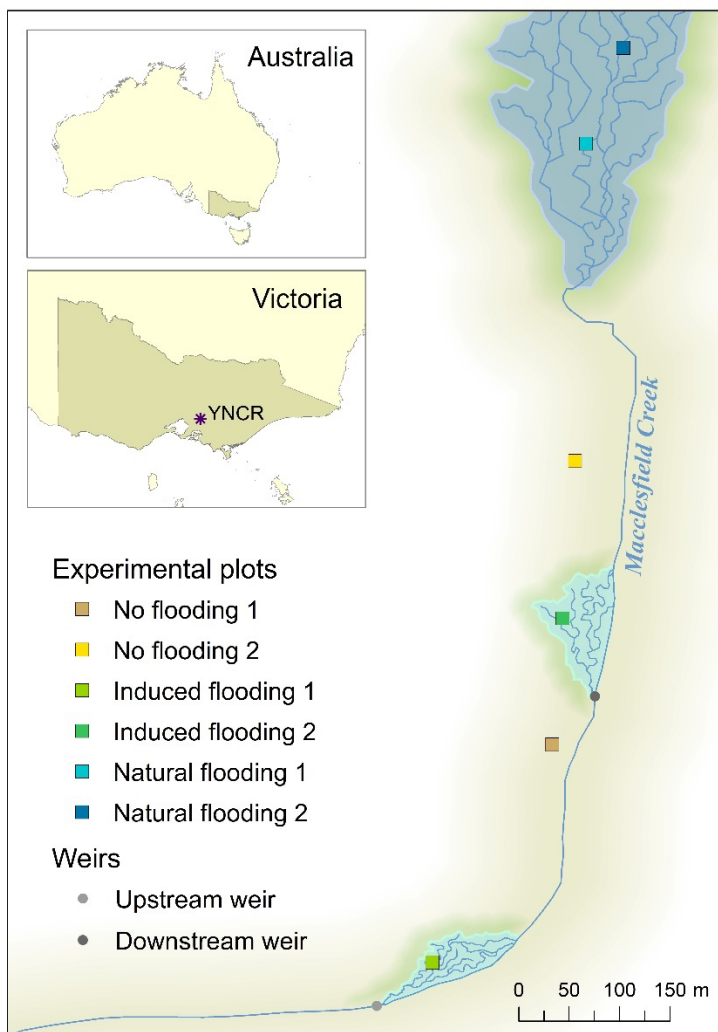 Australia
Victoria
YNCR
Macclesfield Creek
Experimental plots
No flooding 1
No flooding 2
Induced flooding 1
Induced flooding 2
Natural flooding 1
Natural flooding 2
Weirs
Upstream weir
Downstream weir
0 50 100 150 m